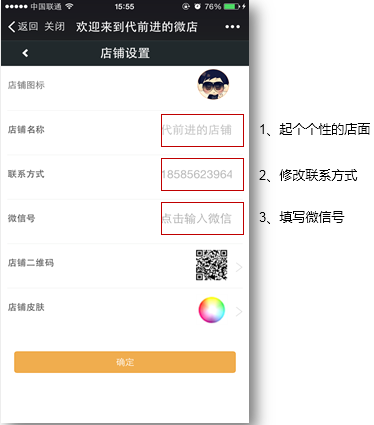 中国联通 15:55 76%
返回 关闭 欢迎来到代前进的微店
店铺设置
店铺图标
店铺名称 代前进的店铺 1、起个个性的店面
联系方式 18585623964 2、修改联系方式
微信号 点击输入微信 3、填写微信号
店铺二维码
店铺皮肤
确定